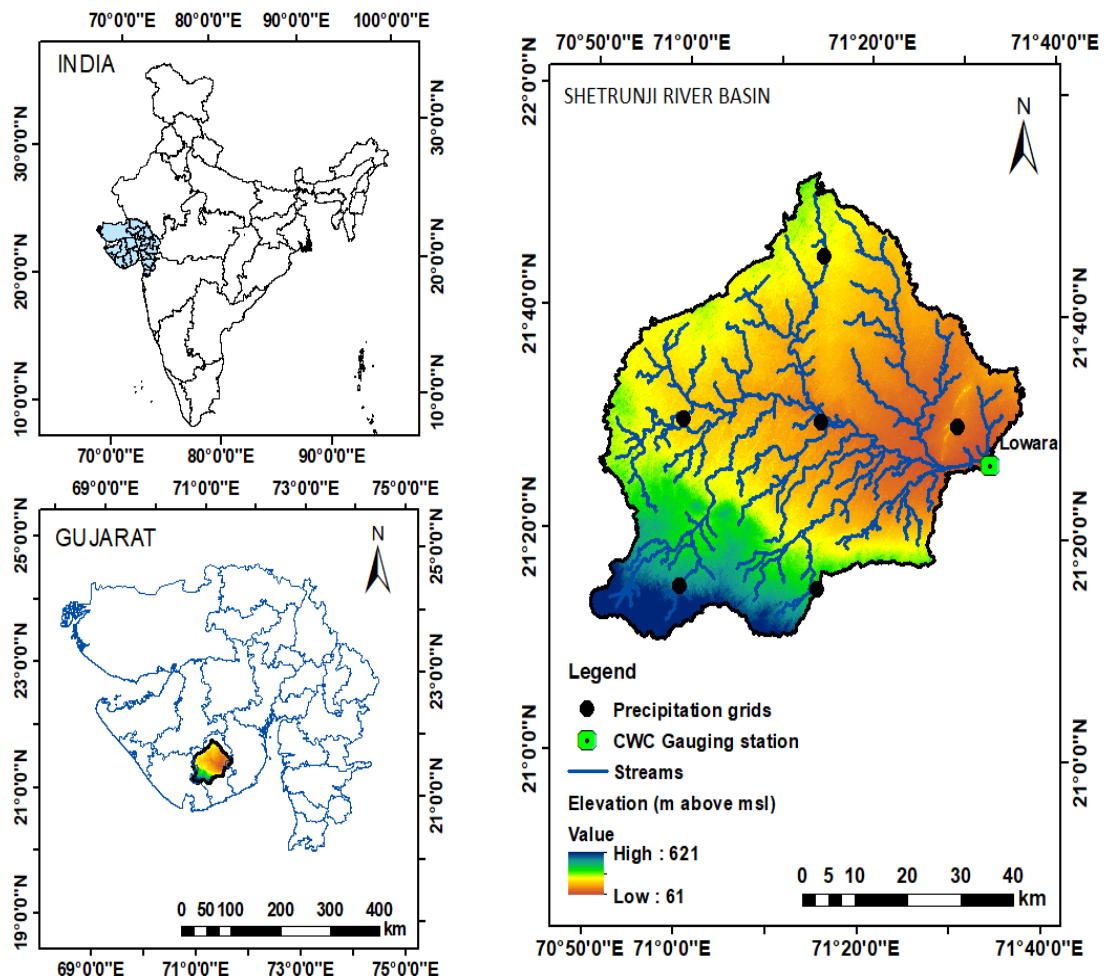 70°0'0"E 80°0'0"E 90°0'0"E 100°0'0"E
INDIA
30°0'0"N
20°0'0"N
10°0'0"N
30°0'0"N
20°0'0"N
10°0'0"N
70°0'0"E 80°0'0"E 90°0'0"E
69°0'0"E 71°0'0"E 73°0'0"E 75°0'0"E
GUJARAT
N
25°0'0"N
23°0'0"N
21°0'0"N
19°0'0"N
25°0'0"N
23°0'0"N
21°0'0"N
0 50 100 200 300 400
km
69°0'0"E 71°0'0"E 73°0'0"E 75°0'0"E
70°50'0"E 71°0'0"E 71°20'0"E 71°40'0"E
SHETRUNJI RIVER BASIN
N
22°0'0"N
21°40'0"N
21°20'0"N
21°0'0"N
21°40'0"N
21°20'0"N
21°0'0"N
Lowara
Legend
Precipitation grids
CWC Gauging station
Streams
Elevation (m above msl)
Value
High : 621
Low : 61
0 5 10 20 30 40
km
70°50'0"E 71°0'0"E 71°20'0"E 71°40'0"E